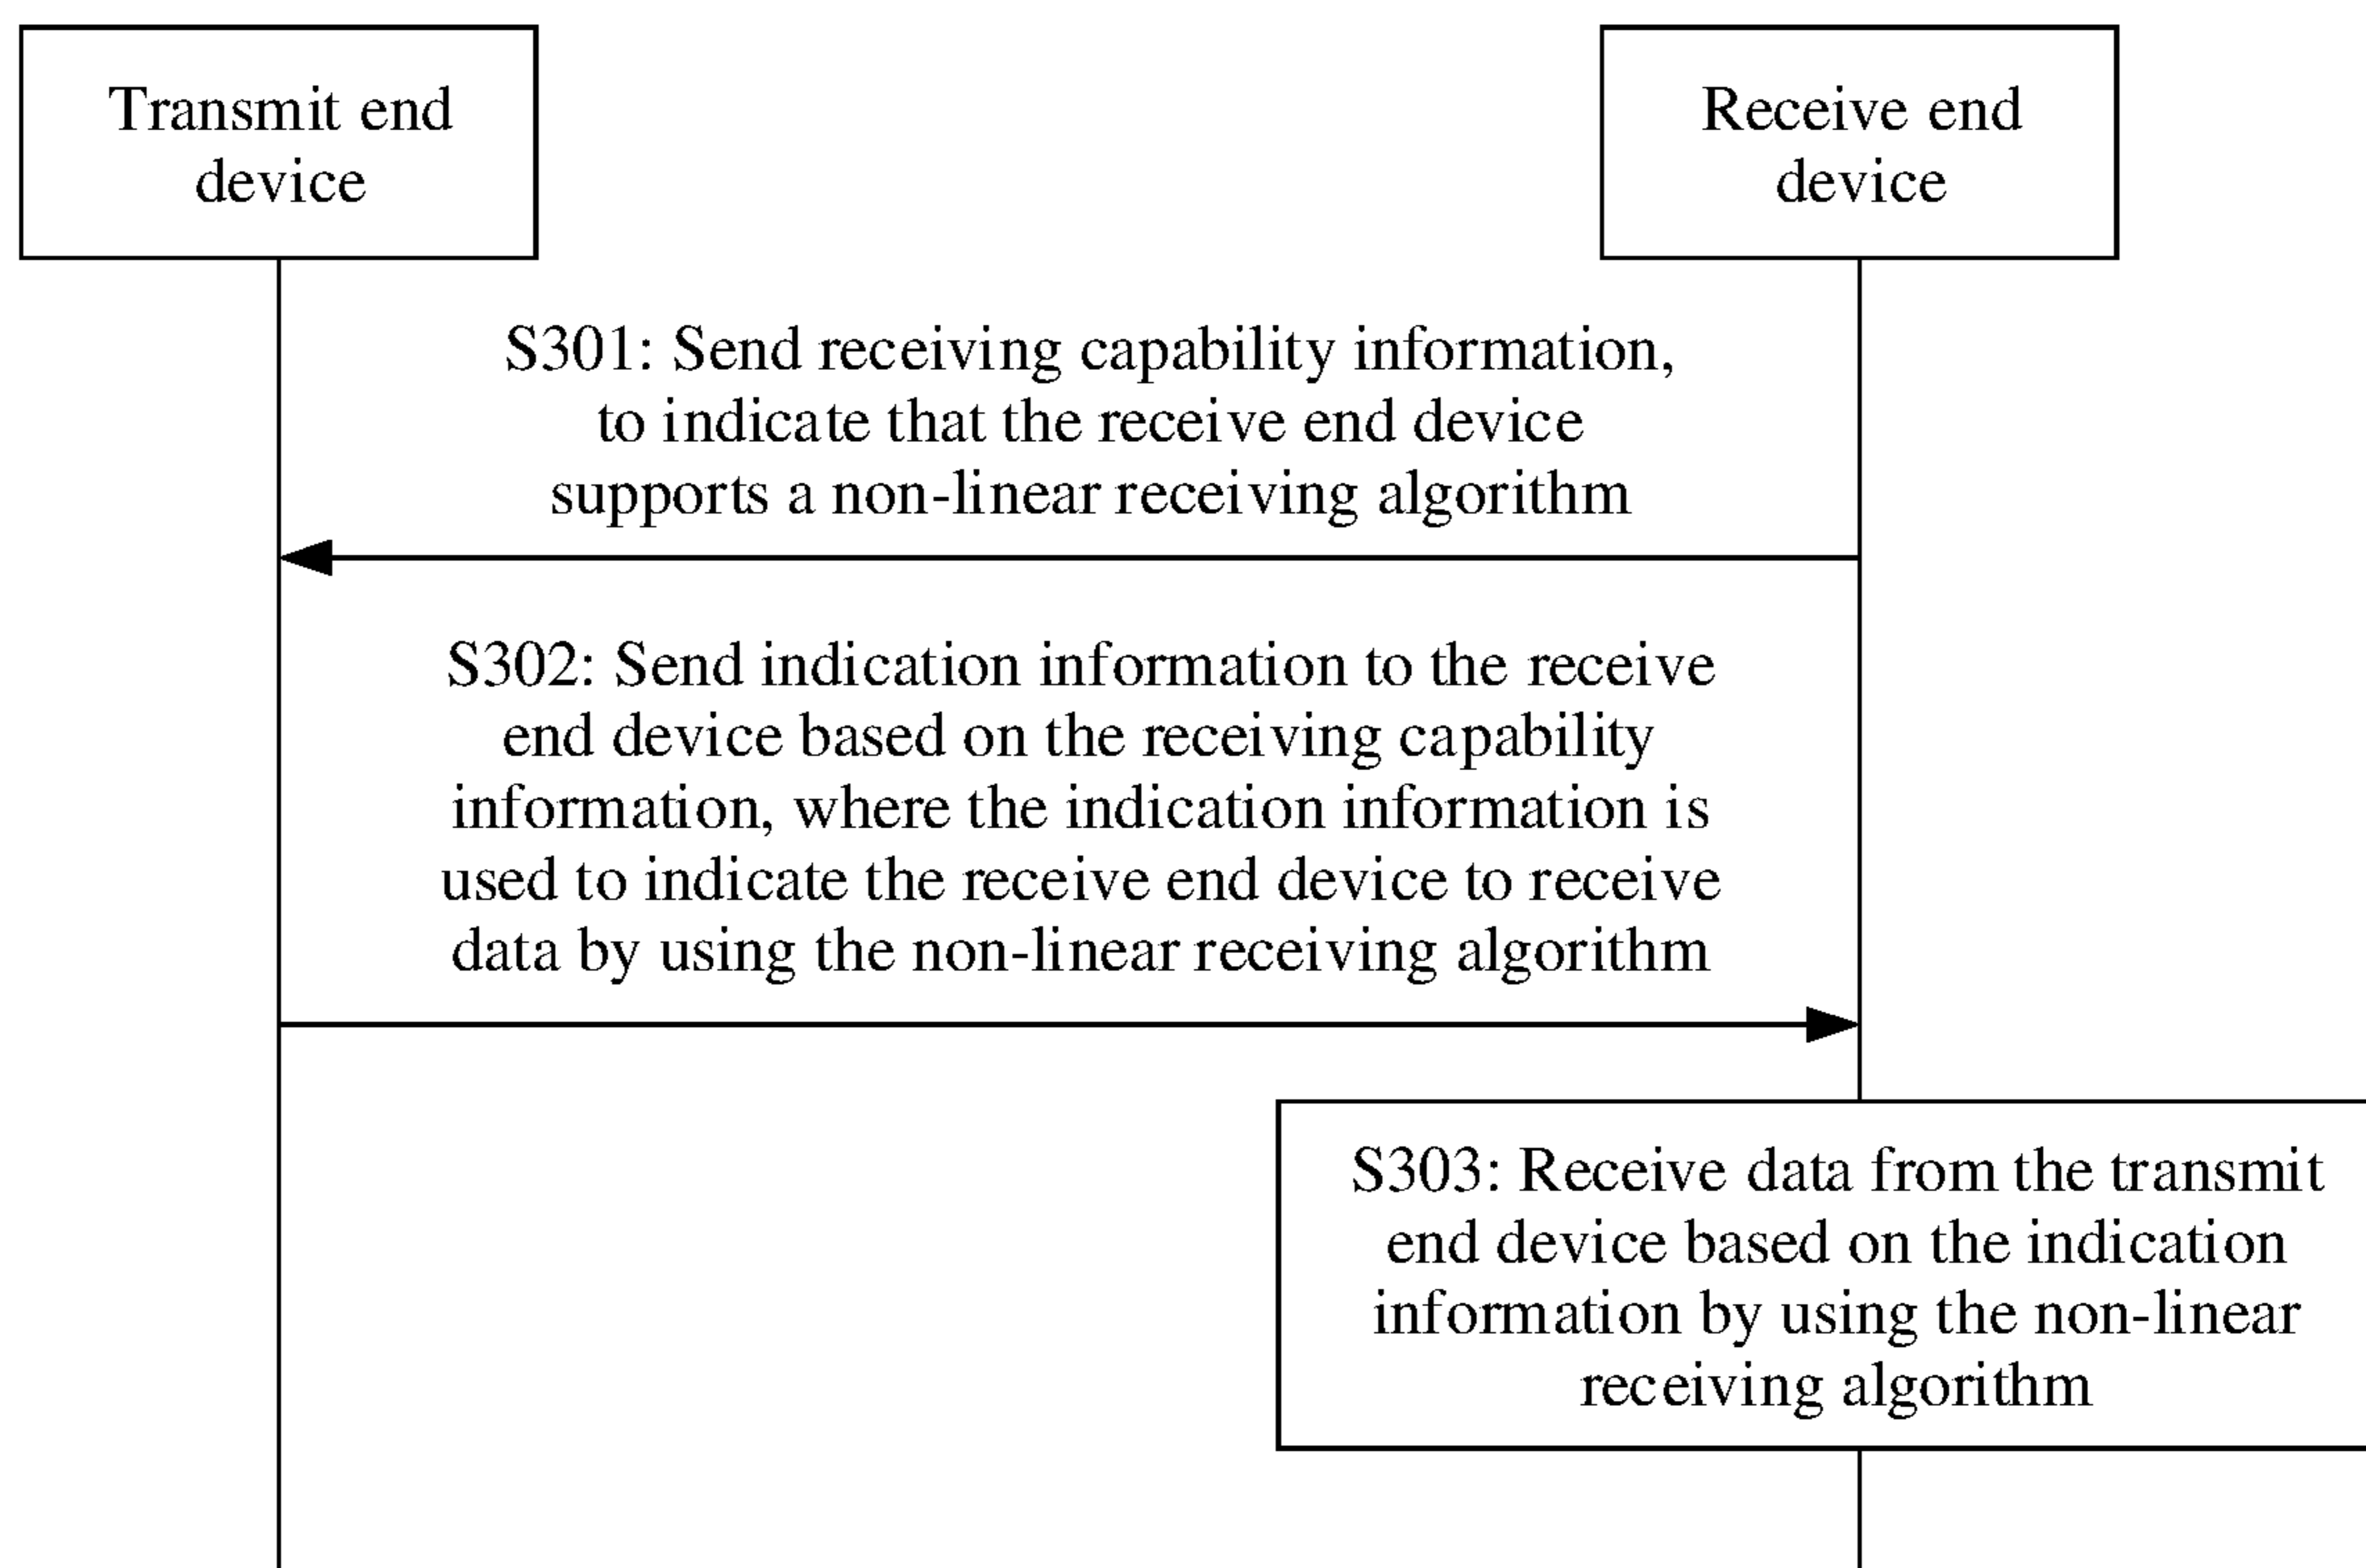 Transmit end
device
Receive end
device
S301: Send receiving capability information,
to indicate that the receive end device
supports a non-linear receiving algorithm
S302: Send indication information to the receive
end device based on the receiving capability
information, where the indication information is
used to indicate the receive end device to receive
data by using the non-linear receiving algorithm
S303: Receive data from the transmit
end device based on the indication
information by using the non-linear
receiving algorithm